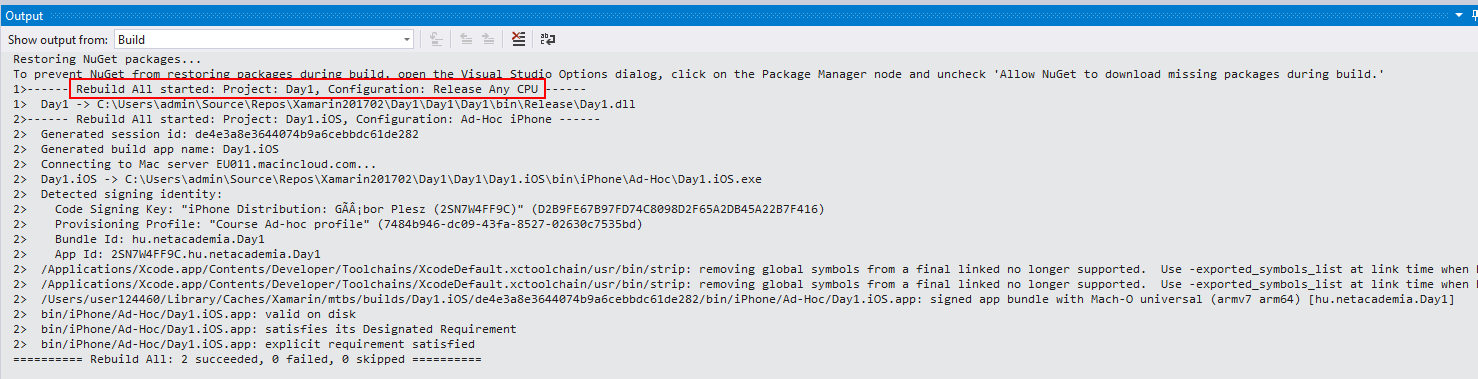 Output
Show output from: Build
Restoring NuGet packages...
To prevent NuGet from restoring packages during build, open the Visual Studio Options dialog, click on the Package Manager node and uncheck 'Allow NuGet to download missing packages during build.'
1>------ Rebuild All started: Project: Day1, Configuration: Release Any CPU ------
1>  Day1 -> C:\Users\admin\Source\Repos\Xamarin201702\Day1\Day1\Day1\bin\Release\Day1.dll
2>------ Rebuild All started: Project: Day1.iOS, Configuration: Ad-Hoc iPhone ------
2>  Generated session id: de4e3a8e3644074b9a6cebbdc61de282
2>  Generated build app name: Day1.iOS
2>  Connecting to Mac server EU011.macincloud.com...
2>  Day1.iOS -> C:\Users\admin\Source\Repos\Xamarin201702\Day1\Day1\Day1.iOS\bin\iPhone\Ad-Hoc\Day1.iOS.exe
2>  Detected signing identity:
2>    Code Signing Key: "iPhone Distribution: GÃÂ¡bor Plesz (2SN7W4FF9C)" (D2B9FE67B97FD74C8098D2F65A2DB45A22B7F416)
2>    Provisioning Profile: "Course Ad-hoc profile" (7484b946-dc09-43fa-8527-02630c7535bd)
2>    Bundle Id: hu.netacademia.Day1
2>    App Id: 2SN7W4FF9C.hu.netacademia.Day1
2>  /Applications/Xcode.app/Contents/Developer/Toolchains/XcodeDefault.xctoolchain/usr/bin/strip: removing global symbols from a final linked no longer supported.  Use -exported_symbols_list at link time when
2>  /Applications/Xcode.app/Contents/Developer/Toolchains/XcodeDefault.xctoolchain/usr/bin/strip: removing global symbols from a final linked no longer supported.  Use -exported_symbols_list at link time when
2>  /Users/user124460/Library/Caches/Xamarin/mtbs/builds/Day1.iOS/de4e3a8e3644074b9a6cebbdc61de282/bin/iPhone/Ad-Hoc/Day1.iOS.app: signed app bundle with Mach-O universal (armv7 arm64) [hu.netacademia.Day1]
2>  bin/iPhone/Ad-Hoc/Day1.iOS.app: valid on disk
2>  bin/iPhone/Ad-Hoc/Day1.iOS.app: satisfies its Designated Requirement
2>  bin/iPhone/Ad-Hoc/Day1.iOS.app: explicit requirement satisfied
========== Rebuild All: 2 succeeded, 0 failed, 0 skipped ==========